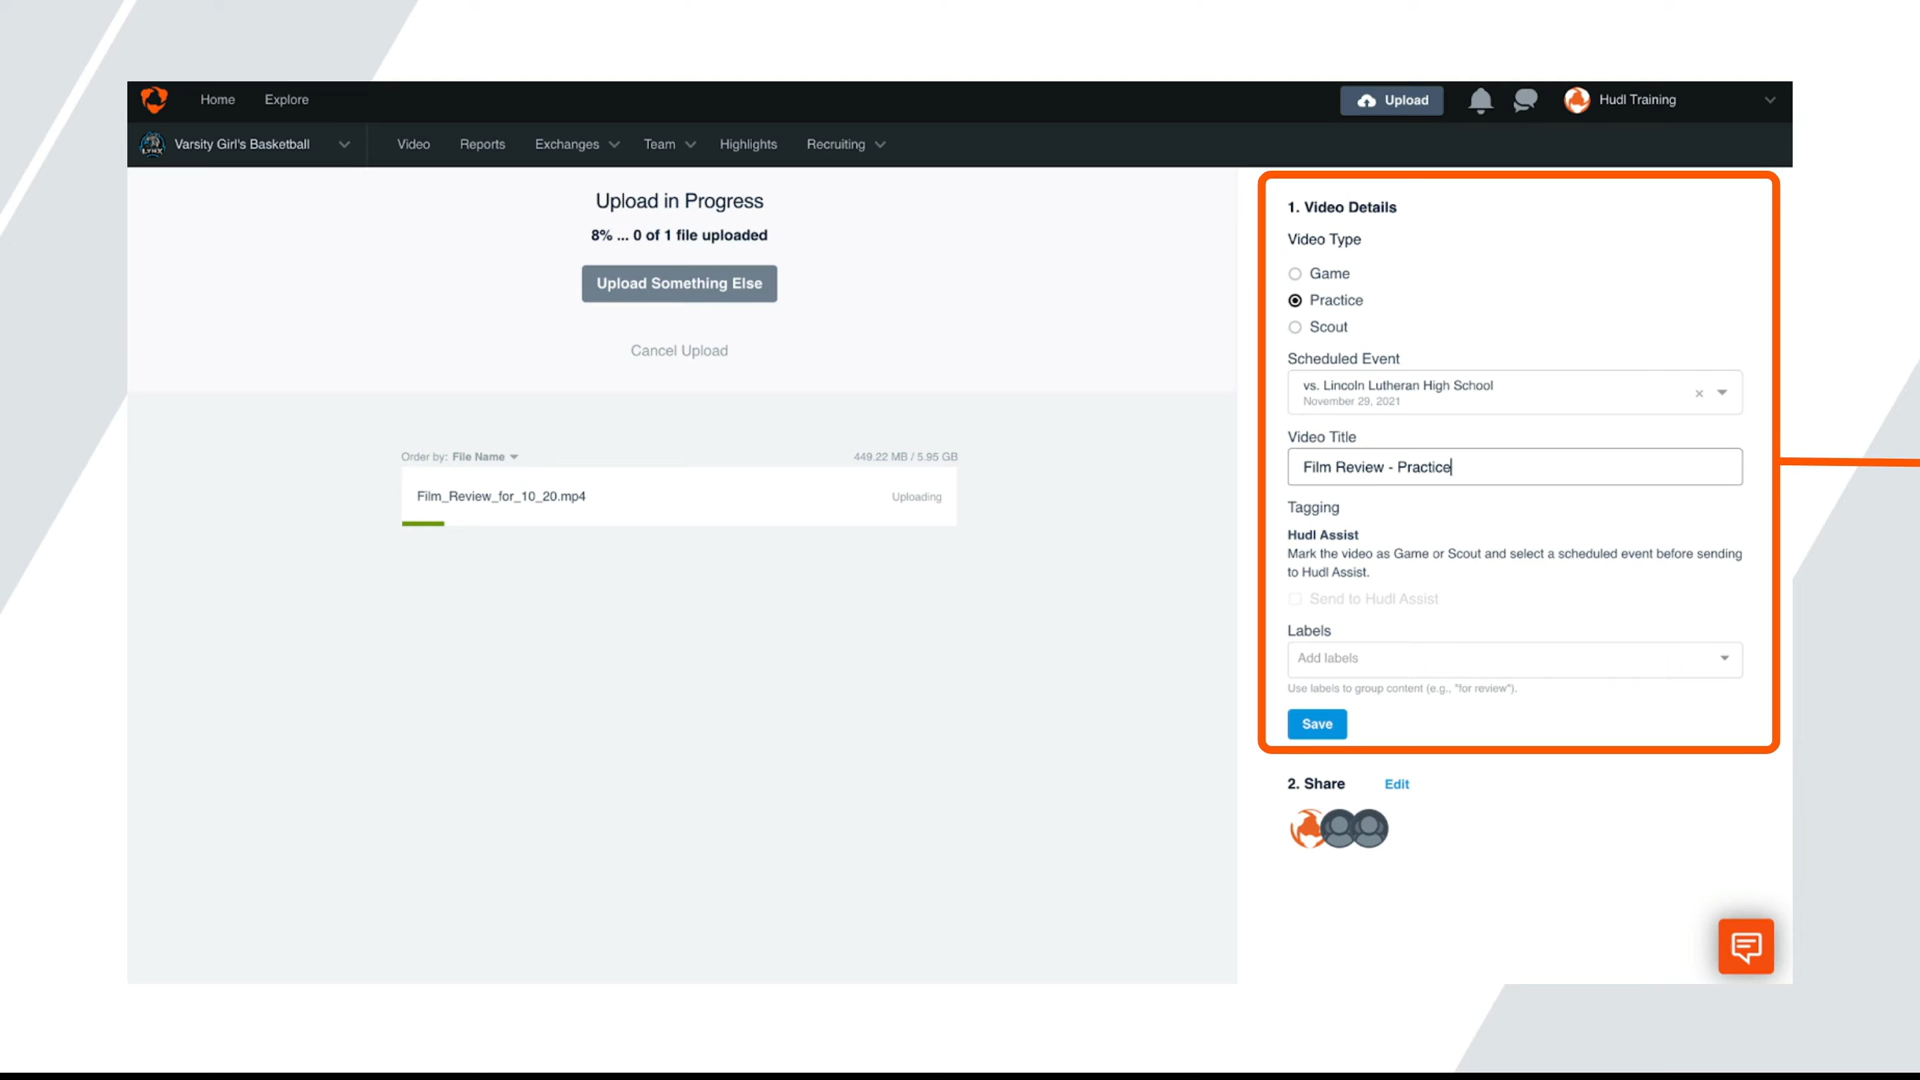 Home Explore Upload Hudl Training
Varsity Girl's Basketball Video Reports Exchanges Team Highlights Recruiting
Upload in Progress
8% ... 0 of 1 file uploaded
Upload Something Else
Cancel Upload
Order by: File Name 449.22 MB / 5.95 GB
Film_Review_for_10_20.mp4 Uploading
1. Video Details
Video Type
Game
Practice
Scout
Scheduled Event
vs. Lincoln Lutheran High School
November 29, 2021
Video Title
Film Review - Practice
Tagging
Hudl Assist
Mark the video as Game or Scout and select a scheduled event before sending
to Hudl Assist.
Send to Hudl Assist
Labels
Add labels
Use labels to group content (e.g., "for review").
Save
2. Share Edit